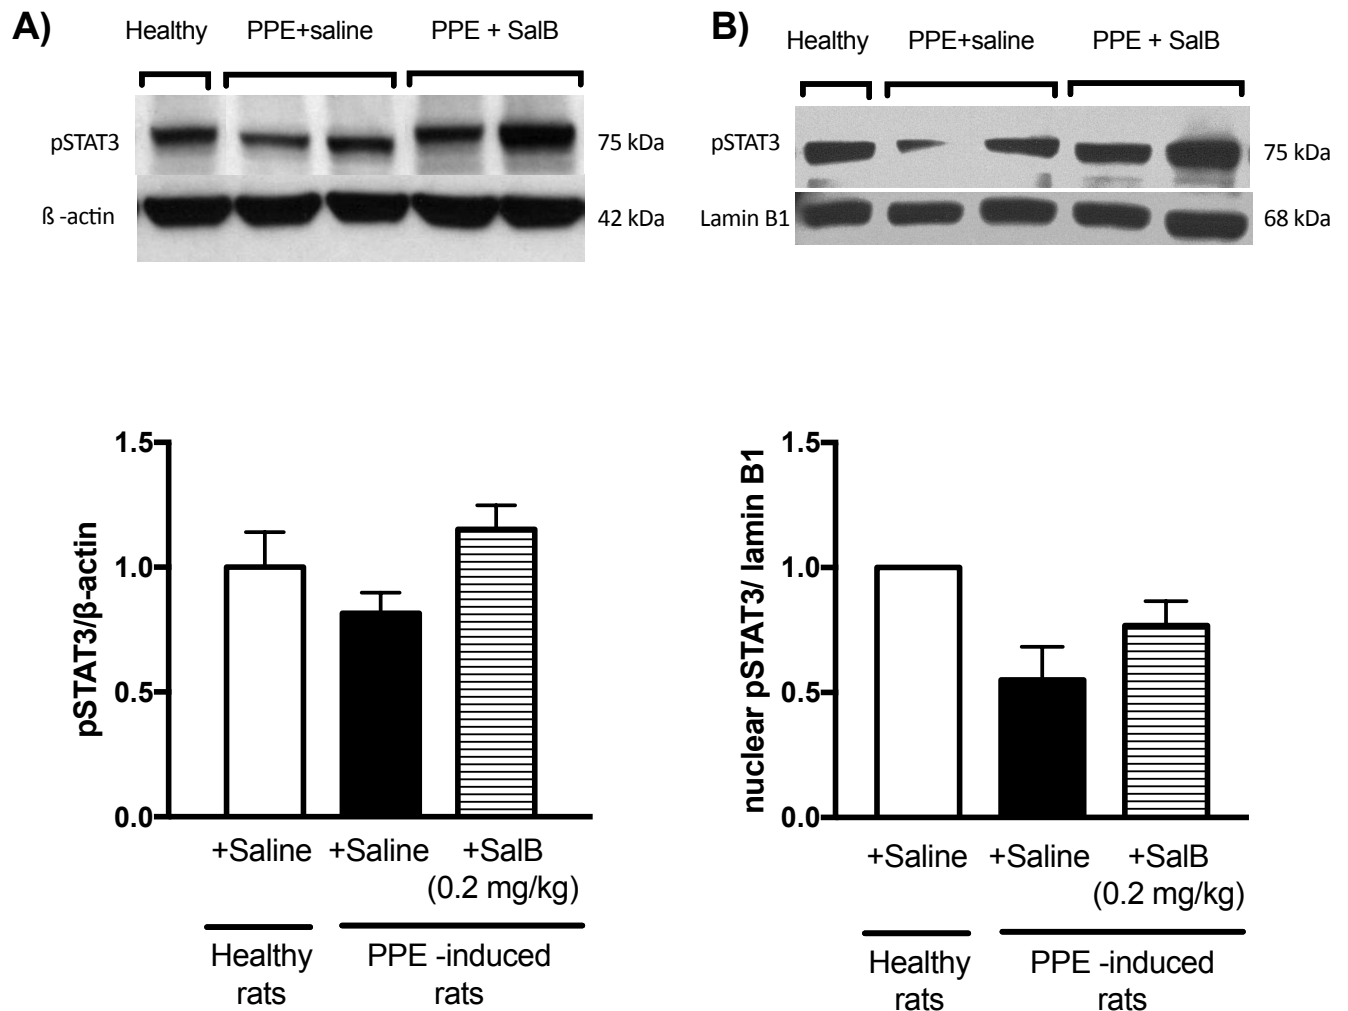 A)
Healthy PPE+saline PPE + SalB
pSTAT3 75 kDa
ß -actin 42 kDa
B)
Healthy PPE+saline PPE + SalB
pSTAT3 75 kDa
Lamin B1 68 kDa
pSTAT3/β-actin
1.5
1.0
0.5
0.0
+Saline +Saline +SalB
(0.2 mg/kg)
Healthy PPE -induced
rats rats
nuclear pSTAT3/ lamin B1
1.5
1.0
0.5
0.0
+Saline +Saline +SalB
(0.2 mg/kg)
Healthy PPE -induced
rats rats